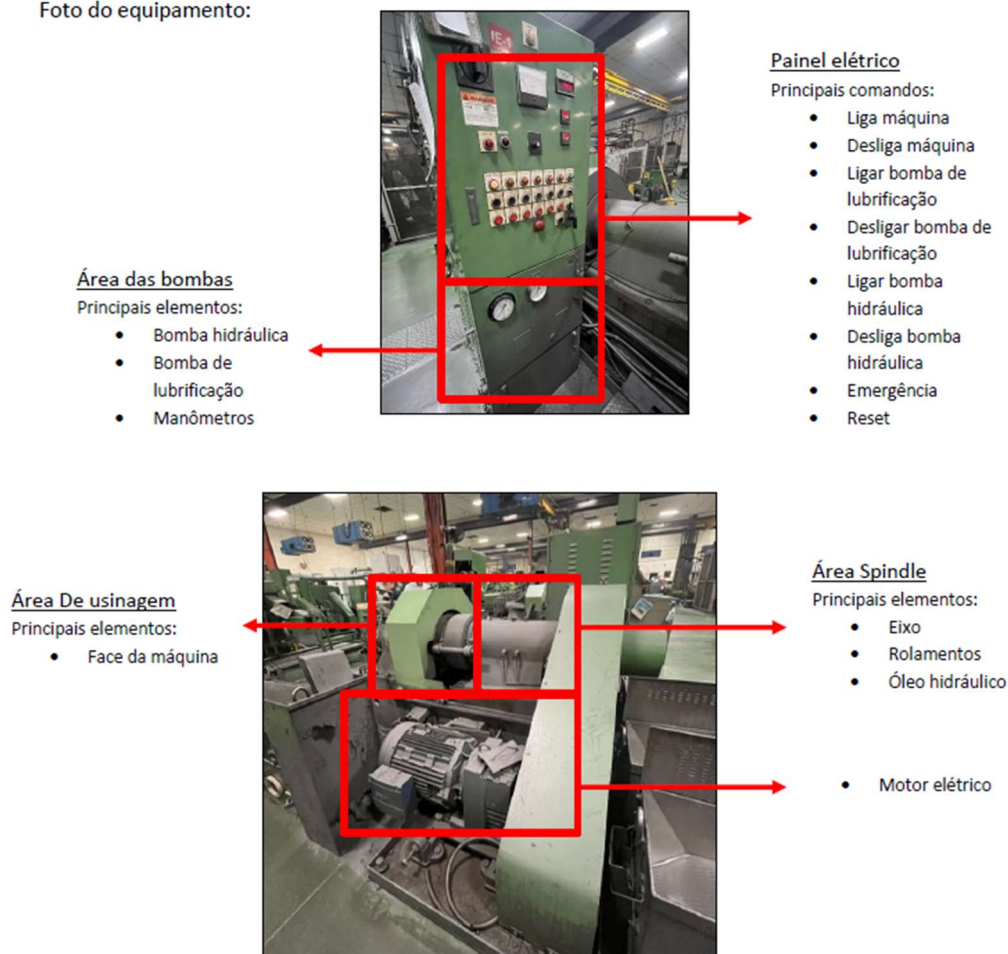 Foto do equipamento:
1E-1
Painel elétrico
Principais comandos:
• Liga máquina
• Desliga máquina
• Ligar bomba de
lubrificação
• Desligar bomba de
lubrificação
• Ligar bomba
hidráulica
• Desliga bomba
hidráulica
• Emergência
• Reset
Área das bombas
Principais elementos:
• Bomba hidráulica
• Bomba de
lubrificação
• Manômetros
Área De usinagem
Principais elementos:
• Face da máquina
Área Spindle
Principais elementos:
• Eixo
• Rolamentos
• Óleo hidráulico
• Motor elétrico